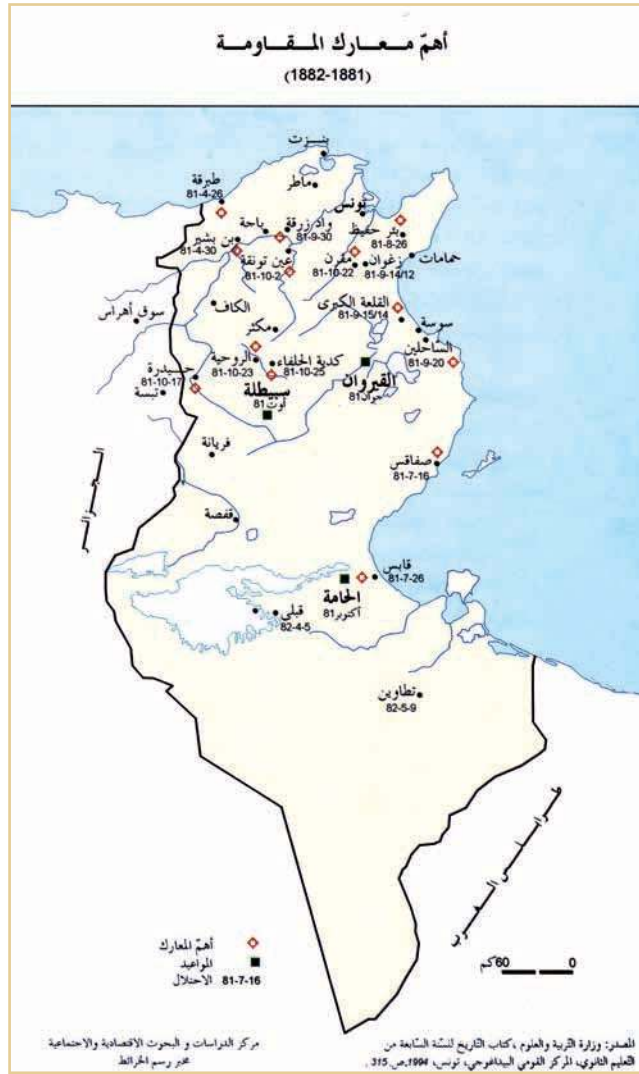 أهمّ معارك المقاومة
(1882-1881)
بنزرت
ماطر
طبرقة
81-4-26
تونس
بئر حفيظ
81-8-26
واد زرقة
81-9-30
باجة
بن بشير
81-4-30
عين تونقة
81-10-2
مقرن
81-10-22
زغوان
81-9-14/12
حمامات
الكاف
سوق أهراس
مكثر
القلعة الكبرى
81-9-15/14
سوسة
الساحلين
81-9-20
حيدرة
81-10-17
تبسة
الروحية
81-10-23
كدية الحلفاء
81-10-25
القيروان
جوان 81
سبيطلة
أوت 81
فريانة
صفاقس
81-7-16
قفصة
الجزائر
قابس
81-7-26
الحامة
أكتوبر 81
قبلي
82-4-5
تطاوين
82-5-9
طرابلس الغرب
أهمّ المعارك
المواعيد
81-7-16 الاحتلال
60كم 0
المصدر: وزارة التربية والعلوم، كتاب التاريخ لسنة السابعة من
التعليم الثانوي، المركز القومي البيداغوجي، تونس، 1994، ص. 315.
مركز الدراسات و البحوث الاقتصادية والاجتماعية
مخبر رسم الخرائط